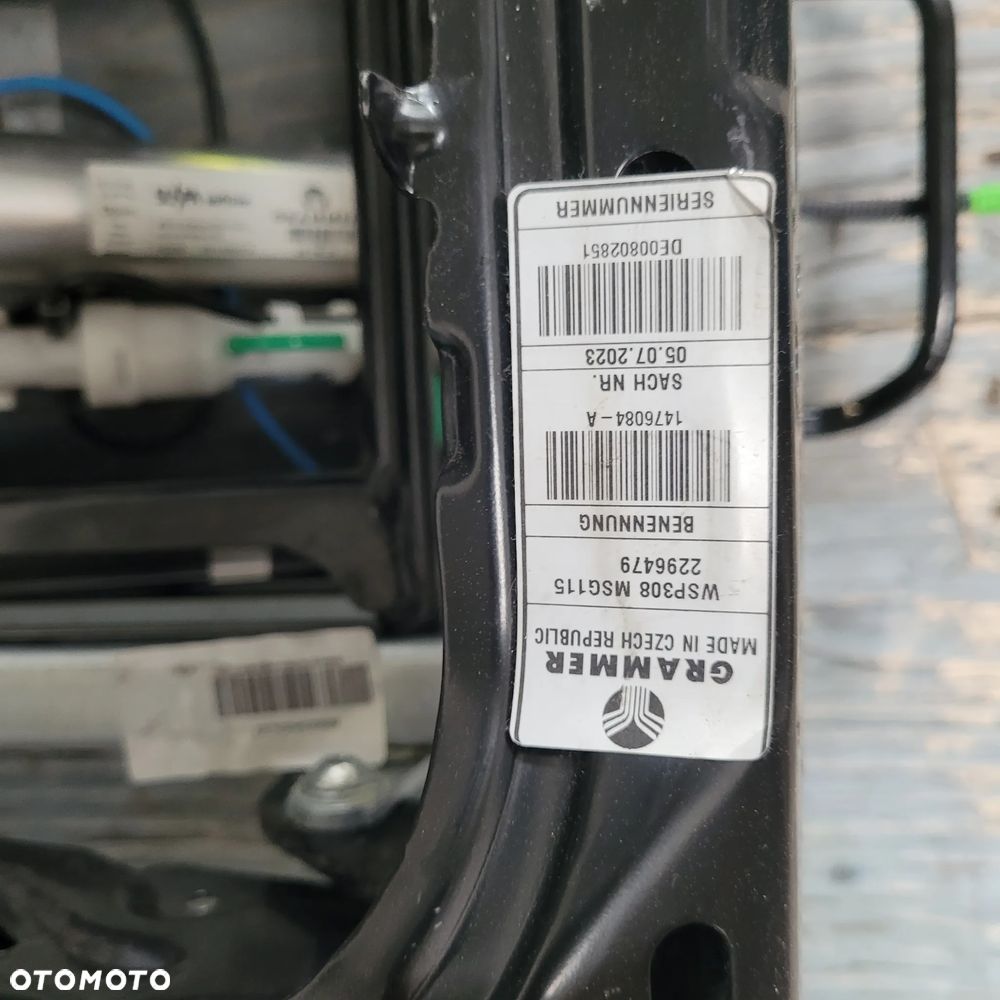 GRAMMER
MADE IN CZECH REPUBLIC
WSP308 MSG115
2296479
BENENNUNG
1476084-A
SACH NR.
05.07.2023
DE00802851
SERIENNUMMER
OTOMOTO